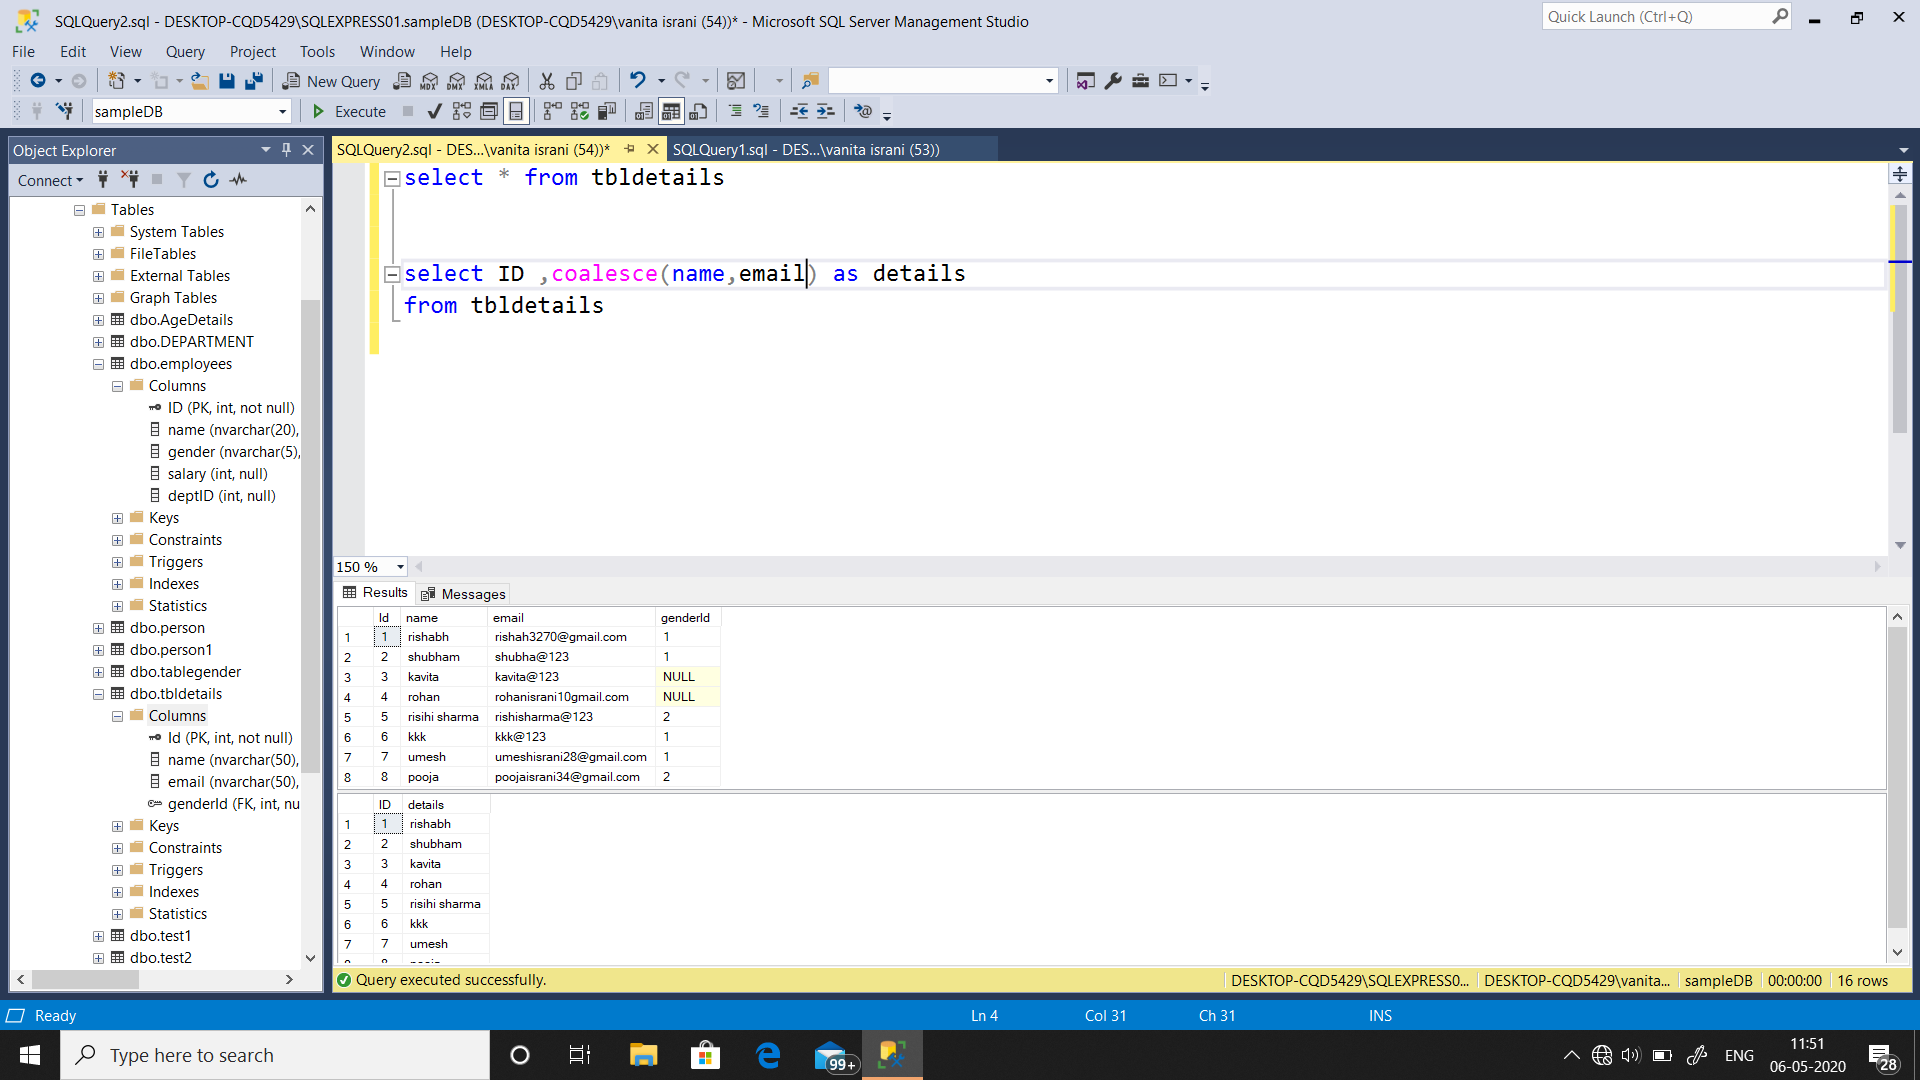 SQLQuery2.sql - DESKTOP-CQD5429\SQLEXPRESS01.sampleDB (DESKTOP-CQD5429\vanita israni (54))* - Microsoft SQL Server Management Studio
Quick Launch (Ctrl+Q)
File Edit View Query Project Tools Window Help
New Query MDX DMX XMLA DAX
sampleDB Execute
Object Explorer
SQLQuery2.sql - DES...\vanita israni (54))* SQLQuery1.sql - DES...\vanita israni (53))
Connect
Tables
System Tables
FileTables
External Tables
Graph Tables
dbo.AgeDetails
dbo.DEPARTMENT
dbo.employees
Columns
ID (PK, int, not null)
name (nvarchar(20),
gender (nvarchar(5),
salary (int, null)
deptID (int, null)
Keys
Constraints
Triggers
Indexes
Statistics
dbo.person
dbo.person1
dbo.tablegender
dbo.tbldetails
Columns
Id (PK, int, not null)
name (nvarchar(50),
email (nvarchar(50),
genderId (FK, int, nu
Keys
Constraints
Triggers
Indexes
Statistics
dbo.test1
dbo.test2
select * from tbldetails
select ID ,coalesce(name,email) as details
from tbldetails
150 %
Results Messages
Id name email genderId
1 1 rishabh rishah3270@gmail.com 1
2 2 shubham shubha@123 1
3 3 kavita kavita@123 NULL
4 4 rohan rohanisrani10gmail.com NULL
5 5 risihi sharma rishisharma@123 2
6 6 kkk kkk@123 1
7 7 umesh umeshisrani28@gmail.com 1
8 8 pooja poojaisrani34@gmail.com 2
ID details
1 1 rishabh
2 2 shubham
3 3 kavita
4 4 rohan
5 5 risihi sharma
6 6 kkk
7 7 umesh
Query executed successfully. DESKTOP-CQD5429\SQLEXPRESS0... DESKTOP-CQD5429\vanita... sampleDB 00:00:00 16 rows
Ready Ln 4 Col 31 Ch 31 INS
Type here to search
99+
ENG
11:51
06-05-2020
28